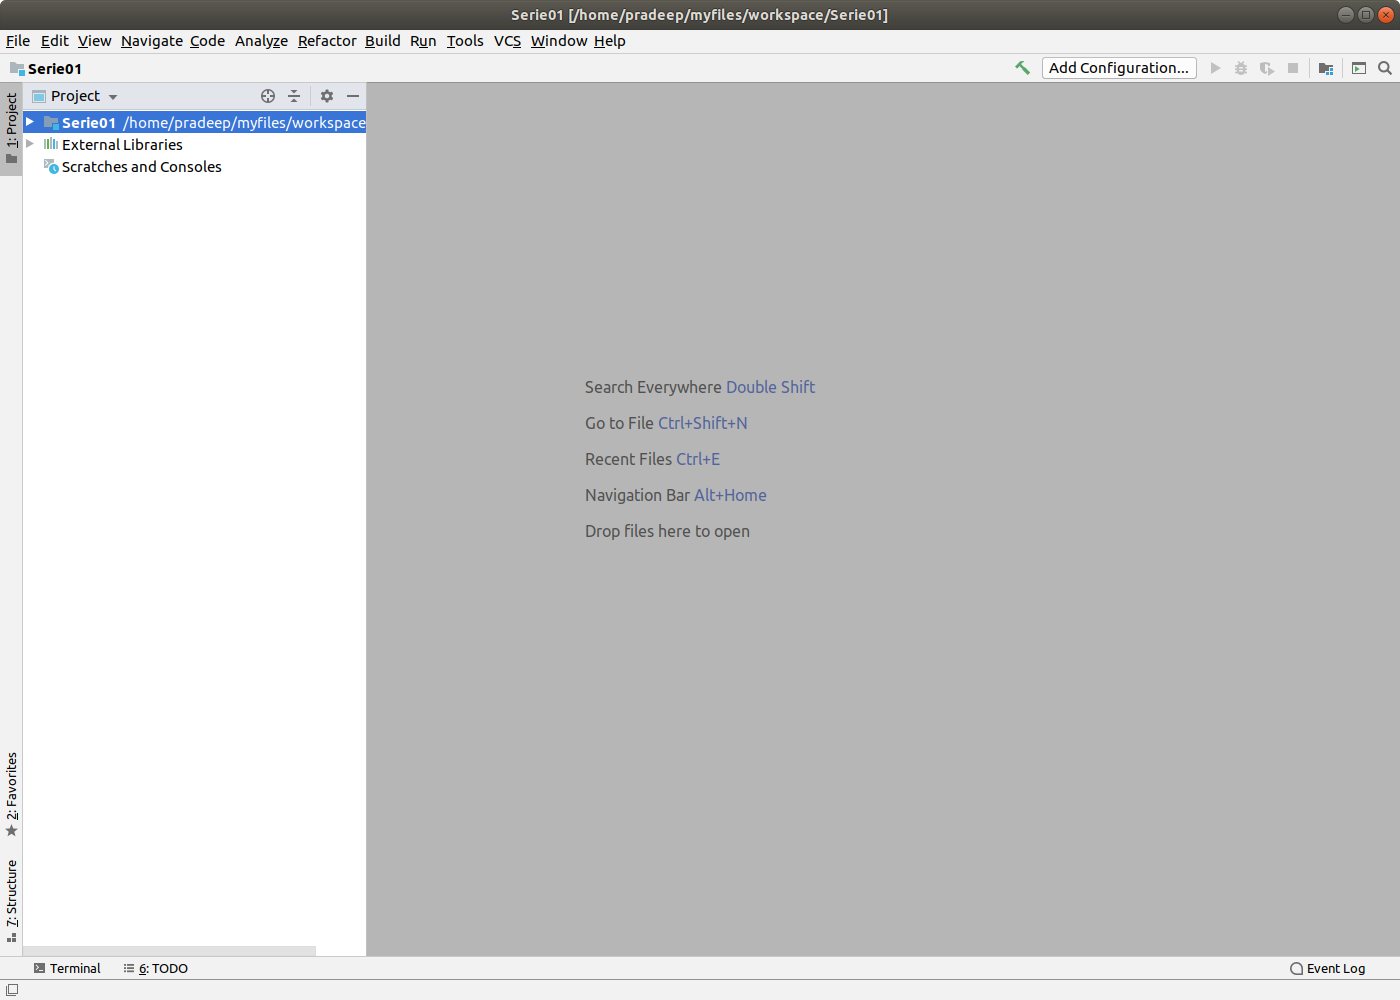 Serie01 [/home/pradeep/myfiles/workspace/Serie01]
File Edit View Navigate Code Analyze Refactor Build Run Tools VCS Window Help
Serie01
Add Configuration...
1: Project
Project
Serie01 /home/pradeep/myfiles/workspace
External Libraries
Scratches and Consoles
Search Everywhere Double Shift
Go to File Ctrl+Shift+N
Recent Files Ctrl+E
Navigation Bar Alt+Home
Drop files here to open
2: Favorites
7: Structure
Terminal
6: TODO
Event Log